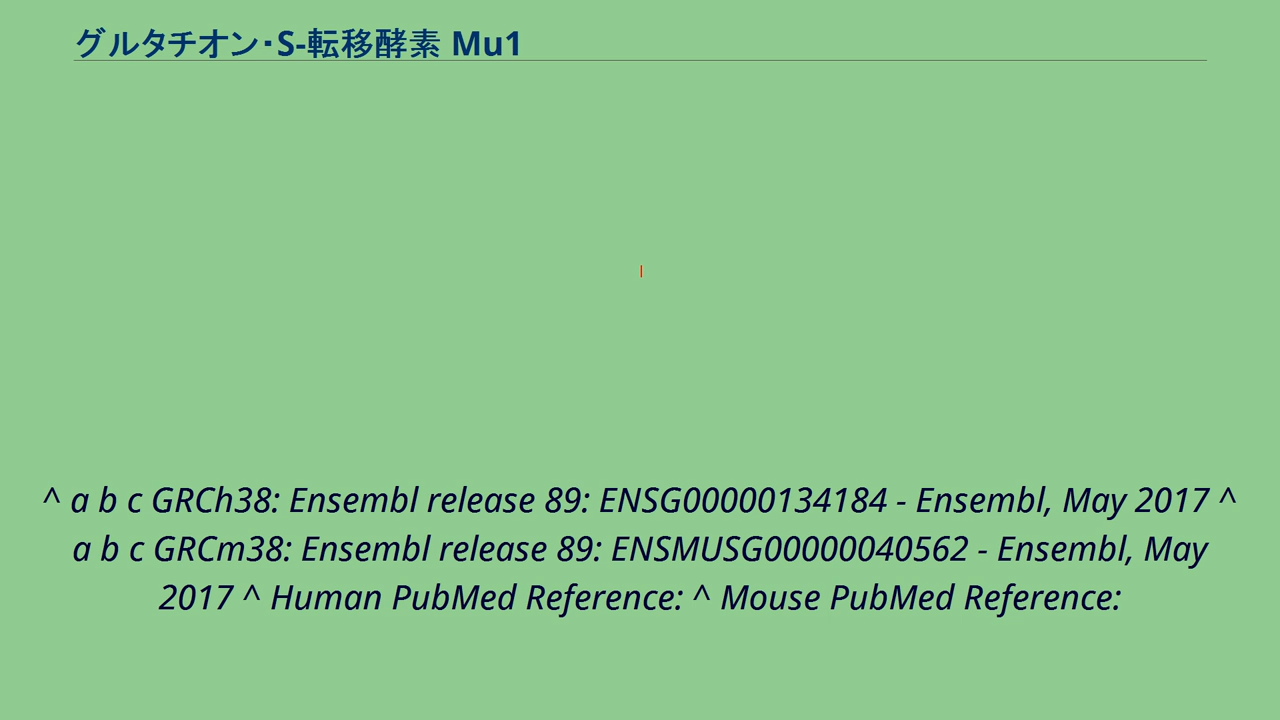 グルタチオン・S-転移酵素 Mu1
^ a b c GRCh38: Ensembl release 89: ENSG00000134184 - Ensembl, May 2017 ^
a b c GRCm38: Ensembl release 89: ENSMUSG00000040562 - Ensembl, May
2017 ^ Human PubMed Reference: ^ Mouse PubMed Reference: